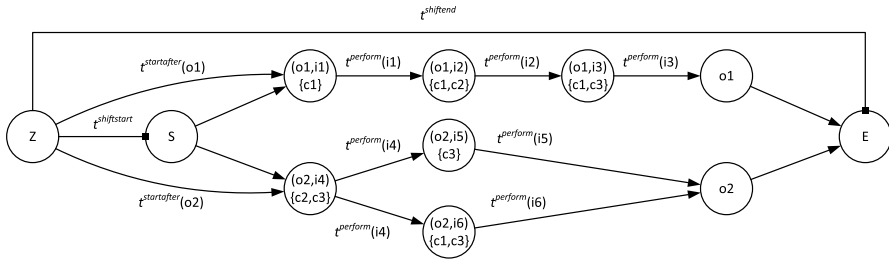 t^shiftend
t^startafter(o1)
(o1,i1)
{c1}
t^perform(i1)
(o1,i2)
{c1,c2}
t^perform(i2)
(o1,i3)
{c1,c3}
t^perform(i3)
o1
Z
t^shiftstart
S
E
t^startafter(o2)
(o2,i4)
{c2,c3}
t^perform(i4)
(o2,i5)
{c3}
t^perform(i5)
t^perform(i4)
(o2,i6)
{c1,c3}
t^perform(i6)
o2